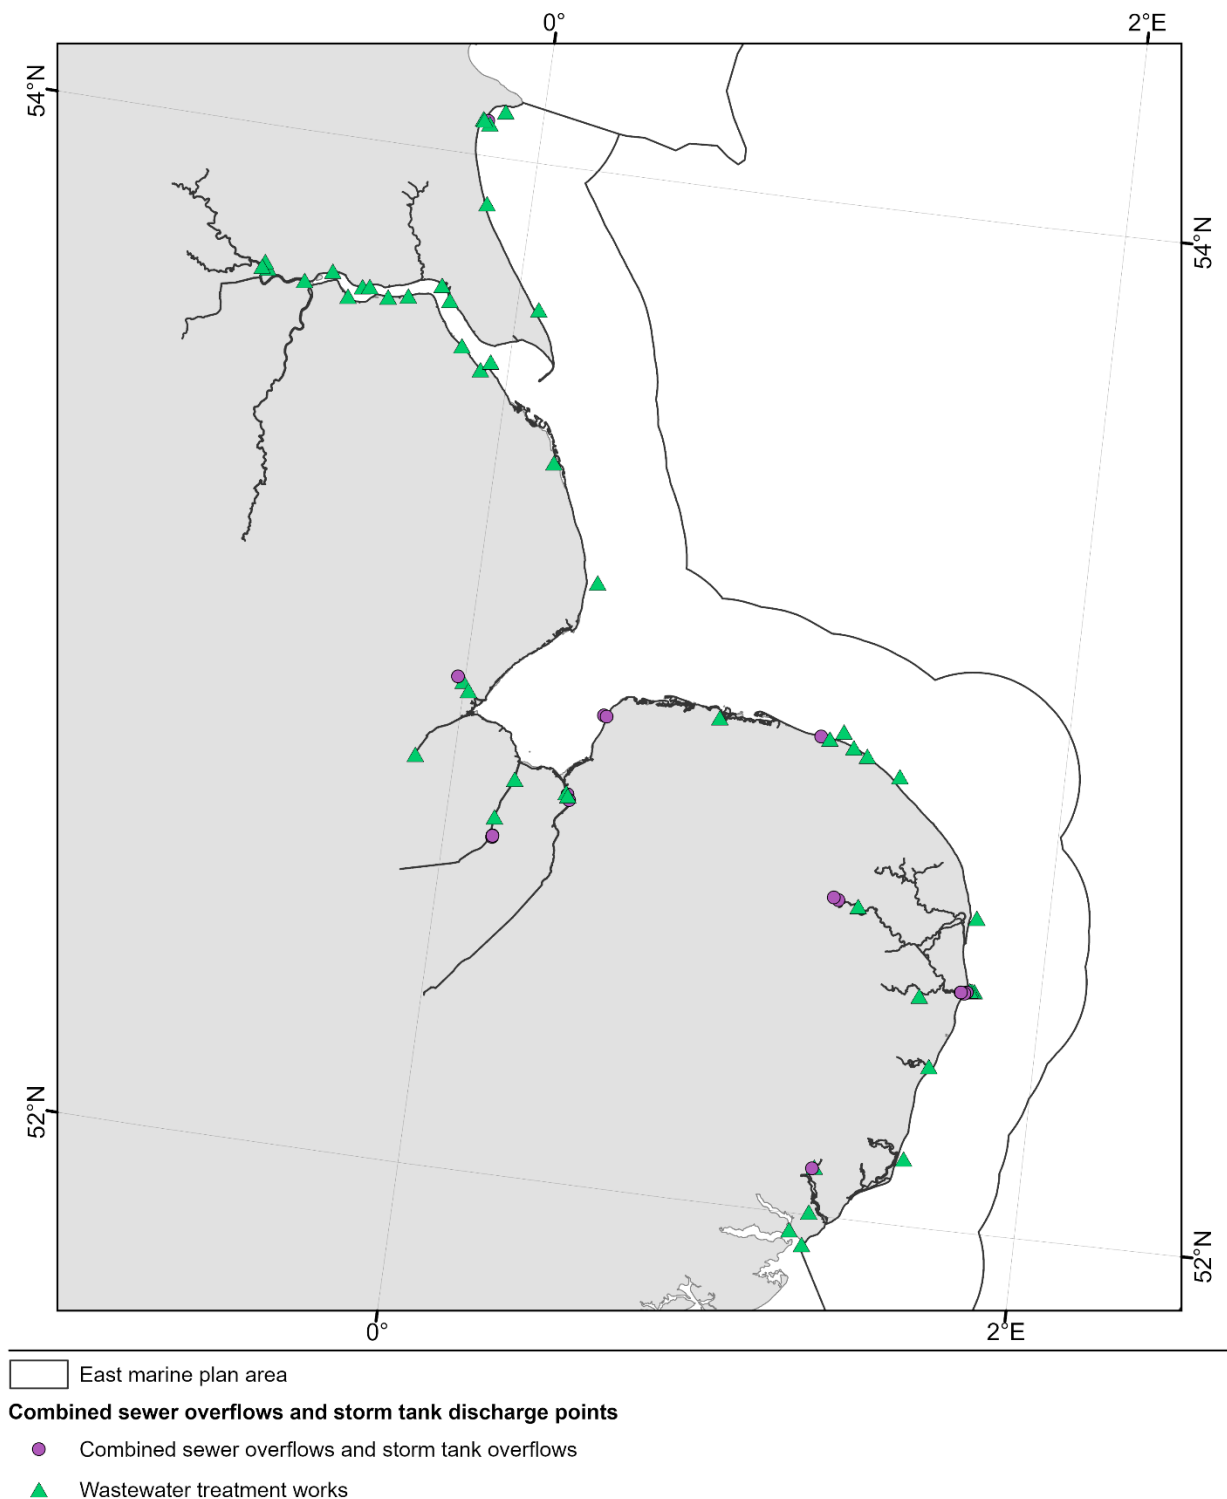 0°
2°E
54°N
54°N
52°N
52°N
0°
2°E
East marine plan area
Combined sewer overflows and storm tank discharge points
Combined sewer overflows and storm tank overflows
Wastewater treatment works